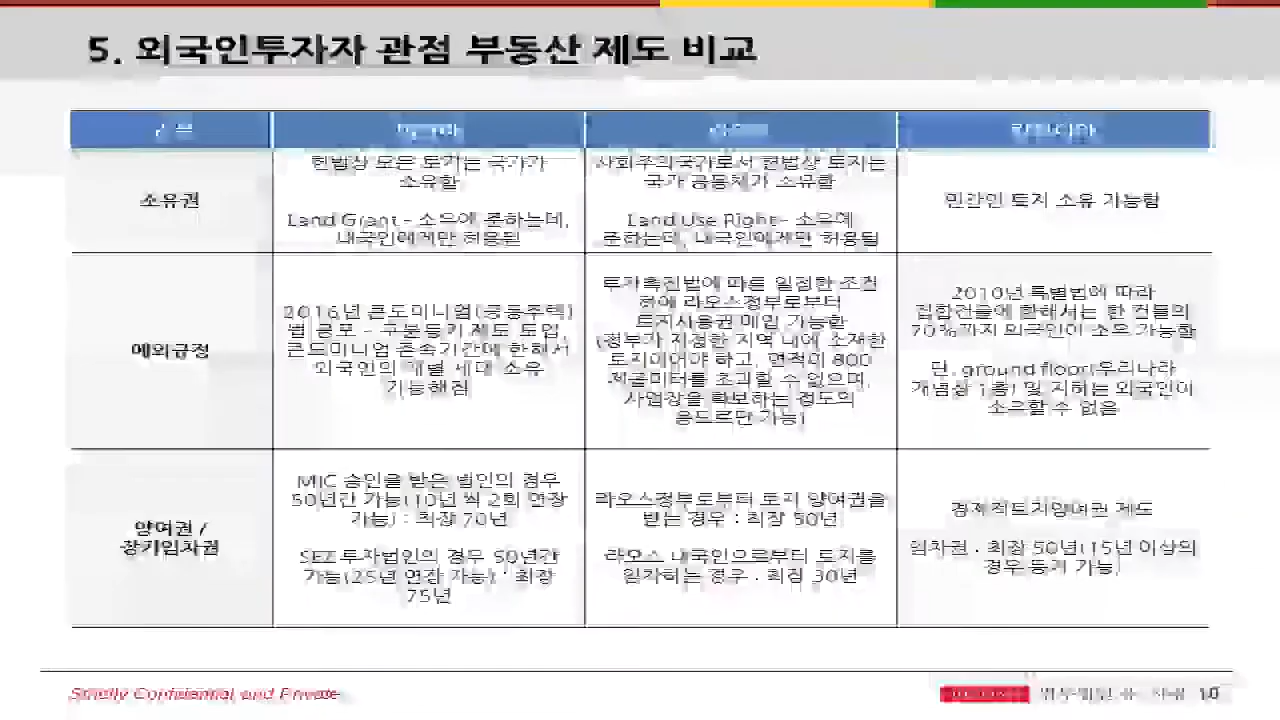 5. 외국인투자자 관점 부동산 제도 비교
구 분
미얀마
라오스
캄보디아
소유권
헌법상 모든 토지는 국가가
소유함
Land Grant – 소유에 준하는데,
내국인에게만 허용됨
사회주의국가로서 헌법상 토지는
국가 공동체가 소유함
Land Use Right – 소유에
준하는데, 내국인에게만 허용됨
민간인 토지 소유 가능함
예외규정
2016년 콘도미니엄(공동주택)
법 공포 – 구분등기 제도 도입,
콘도미니엄 존속기간에 한해서
외국인의 개별 세대 소유
가능해짐
투자촉진법에 따른 일정한 조건
하에 라오스정부로부터
토지사용권 매입 가능한
(정부가 지정한 지역 내에 소재한
토지이어야 하고, 면적이 800
제곱미터를 초과할 수 없으며,
사업장을 확보하는 정도의
용도로만 가능)
2010년 특별법에 따라
집합건물에 한해서는 한 건물의
70%까지 외국인이 소유 가능함
단, ground floor(우리나라
개념상 1층) 및 지하는 외국인이
소유할 수 없음
양여권 /
장기임차권
MIC 승인을 받은 법인의 경우
50년간 가능(10년 씩 2회 연장
가능) : 최장 70년
SEZ 투자법인의 경우 50년간
가능(25년 연장 가능) : 최장
75년
라오스정부로부터 토지 양여권을
받는 경우 : 최장 50년
라오스 내국인으로부터 토지를
임차하는 경우 : 최장 30년
경제적토지양여권 제도
임차권 : 최장 50년(15년 이상의
경우 등기 가능)
Strictly Confidential and Private
10